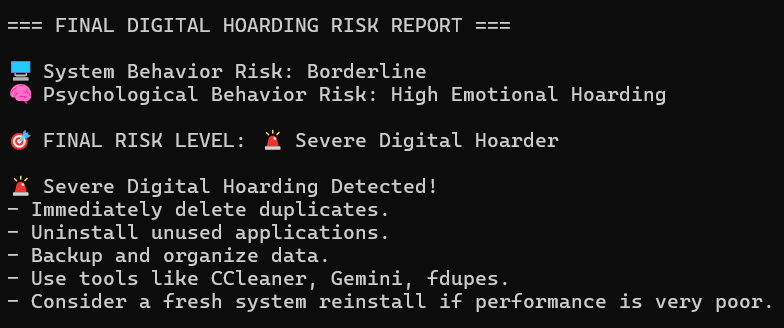 === FINAL DIGITAL HOARDING RISK REPORT ===
🖥️ System Behavior Risk: Borderline
🧠 Psychological Behavior Risk: High Emotional Hoarding
🎯 FINAL RISK LEVEL: 🚨 Severe Digital Hoarder
🚨 Severe Digital Hoarding Detected!
- Immediately delete duplicates.
- Uninstall unused applications.
- Backup and organize data.
- Use tools like CCleaner, Gemini, fdupes.
- Consider a fresh system reinstall if performance is very poor.